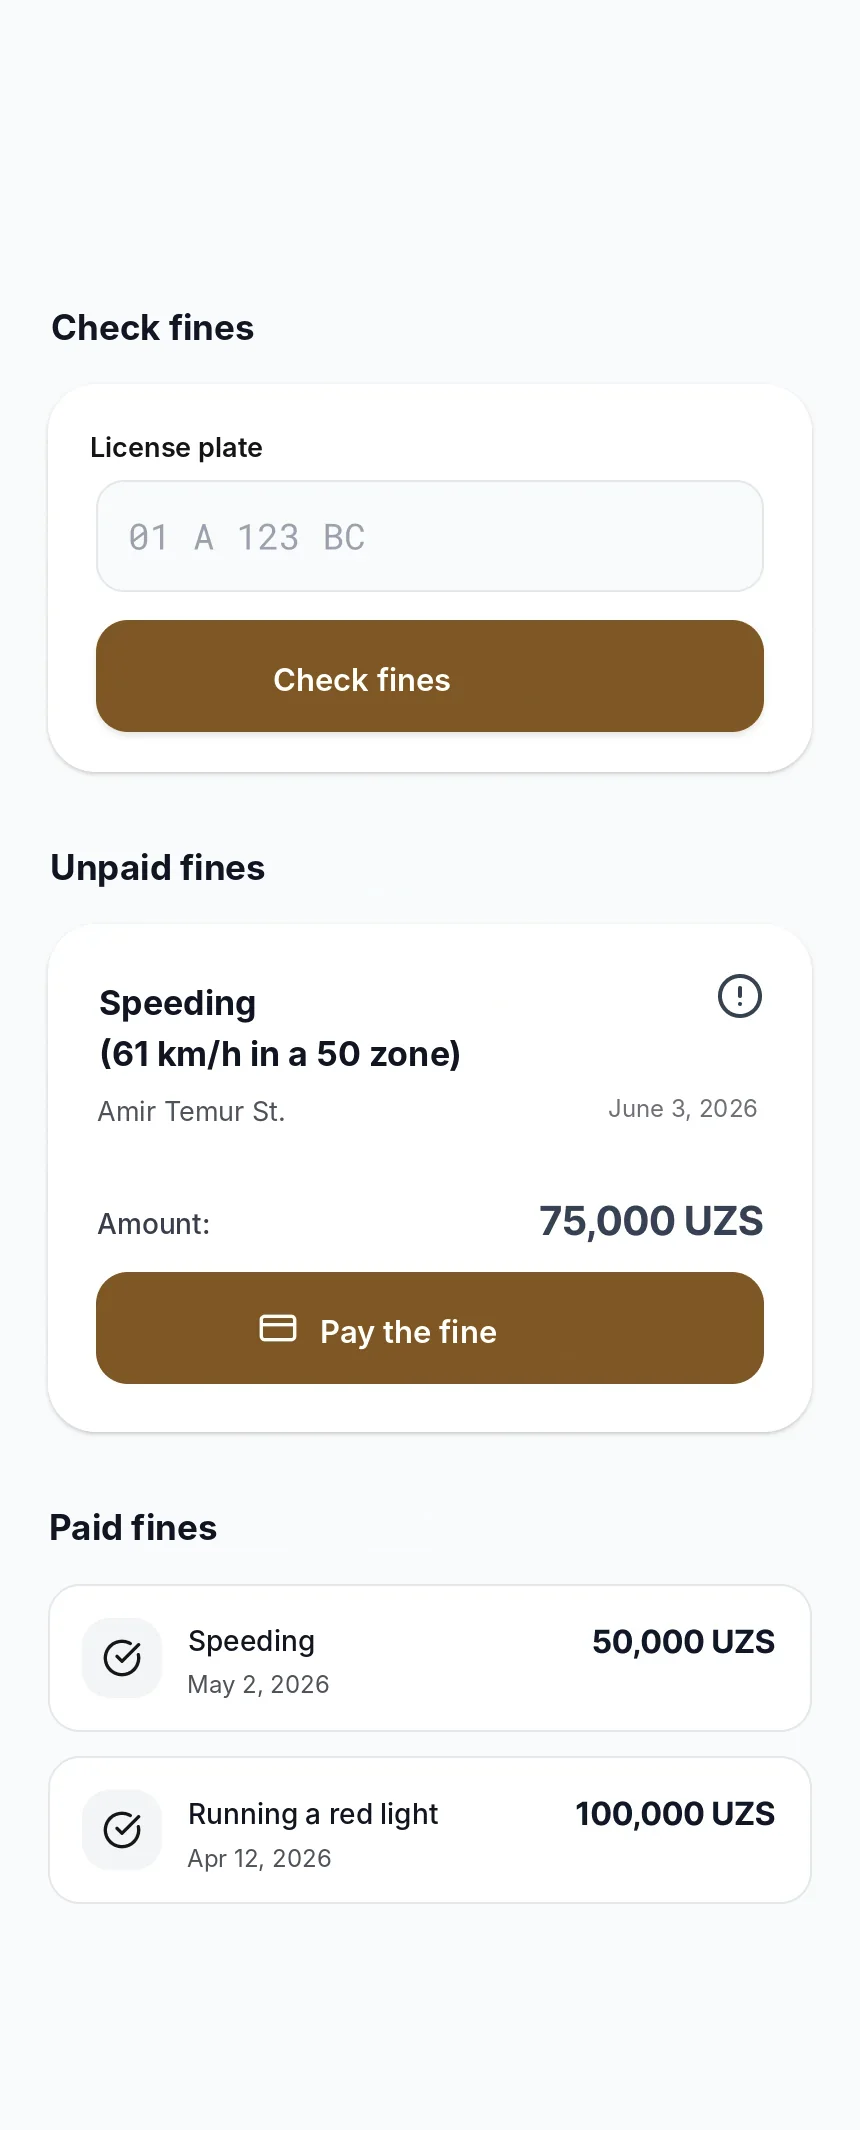 Check fines
License plate
01 A 123 BC
Check fines
Unpaid fines
Speeding
(61 km/h in a 50 zone)
Amir Temur St.
June 3, 2026
Amount:
75,000 UZS
Pay the fine
Paid fines
Speeding
50,000 UZS
May 2, 2026
Running a red light
100,000 UZS
Apr 12, 2026